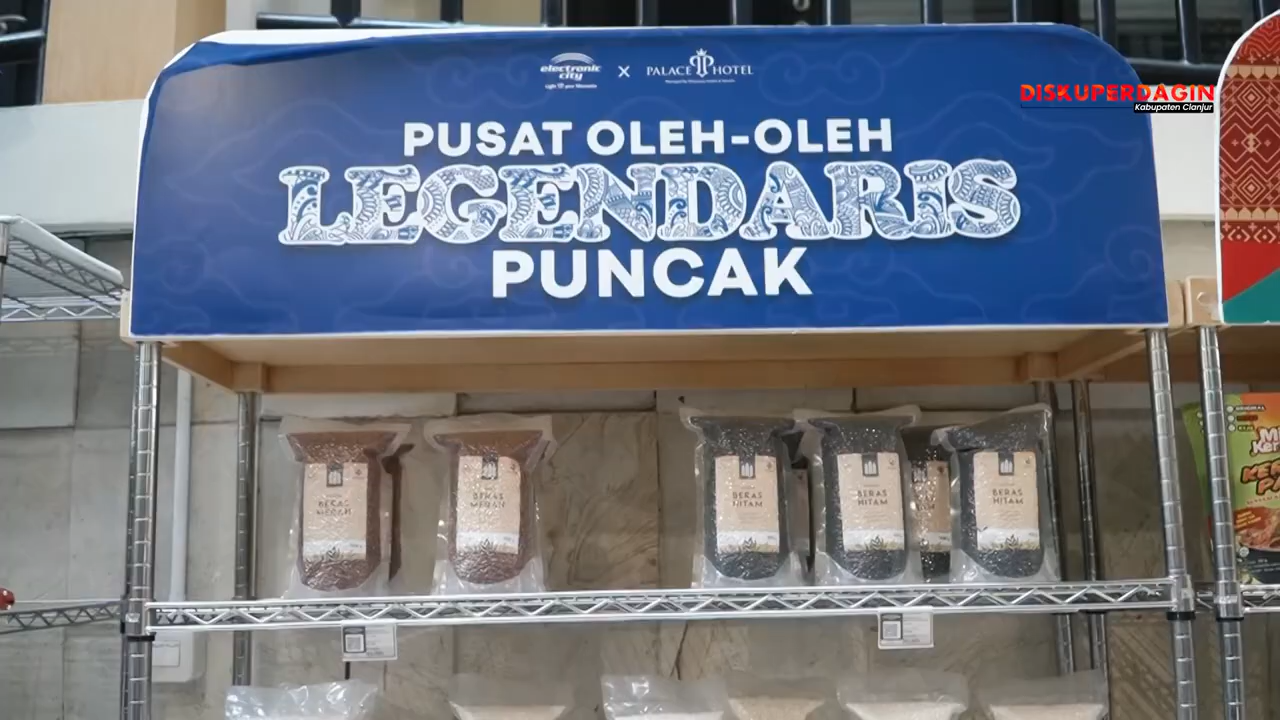 electronic city × PALACE HOTEL
DISKUPERDAGIN
Kabupaten Cianjur
PUSAT OLEH-OLEH
LEGENDARIS
PUNCAK
BERAS
MERAH
BERAS
MERAH
BERAS
HITAM
BERAS
HITAM
BERAS
HITAM
ORIGINAL